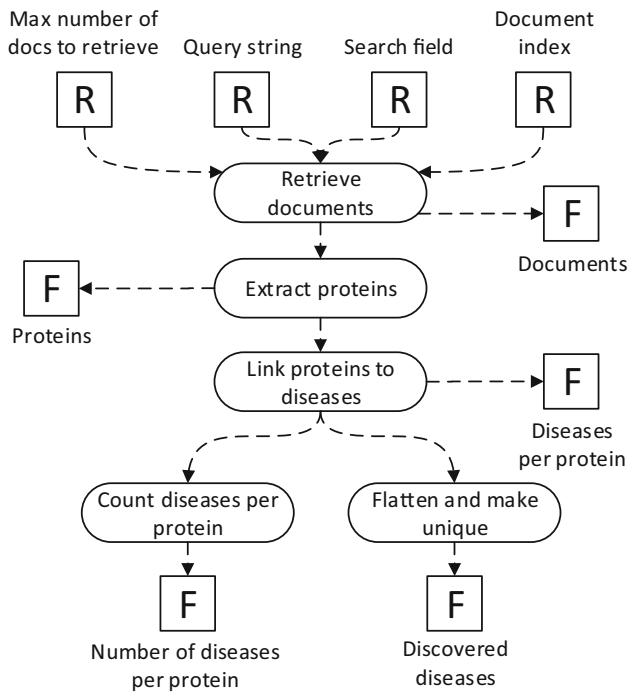 Max number of
docs to retrieve
Query string
Search field
Document
index
R
R
R
R
Retrieve
documents
F
Documents
Extract proteins
F
Proteins
Link proteins to
diseases
F
Diseases
per protein
Count diseases per
protein
Flatten and make
unique
F
Number of diseases
per protein
F
Discovered
diseases